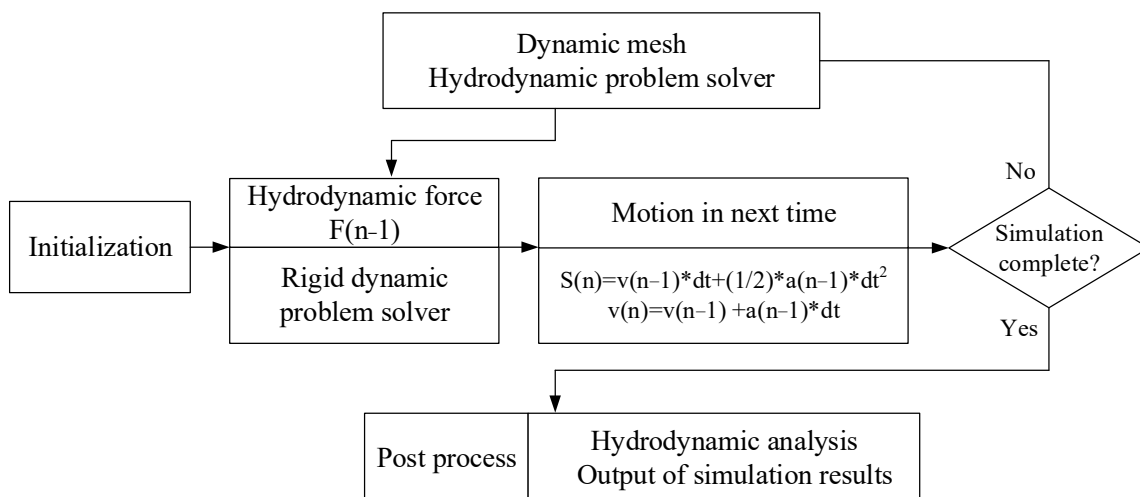 Dynamic mesh
Hydrodynamic problem solver
No
Initialization
Hydrodynamic force
F(n−1)
Rigid dynamic
problem solver
Motion in next time
S(n)=v(n−1)*dt+(1/2)*a(n−1)*dt²
v(n)=v(n−1) +a(n−1)*dt
Simulation
complete?
Yes
Post process
Hydrodynamic analysis
Output of simulation results